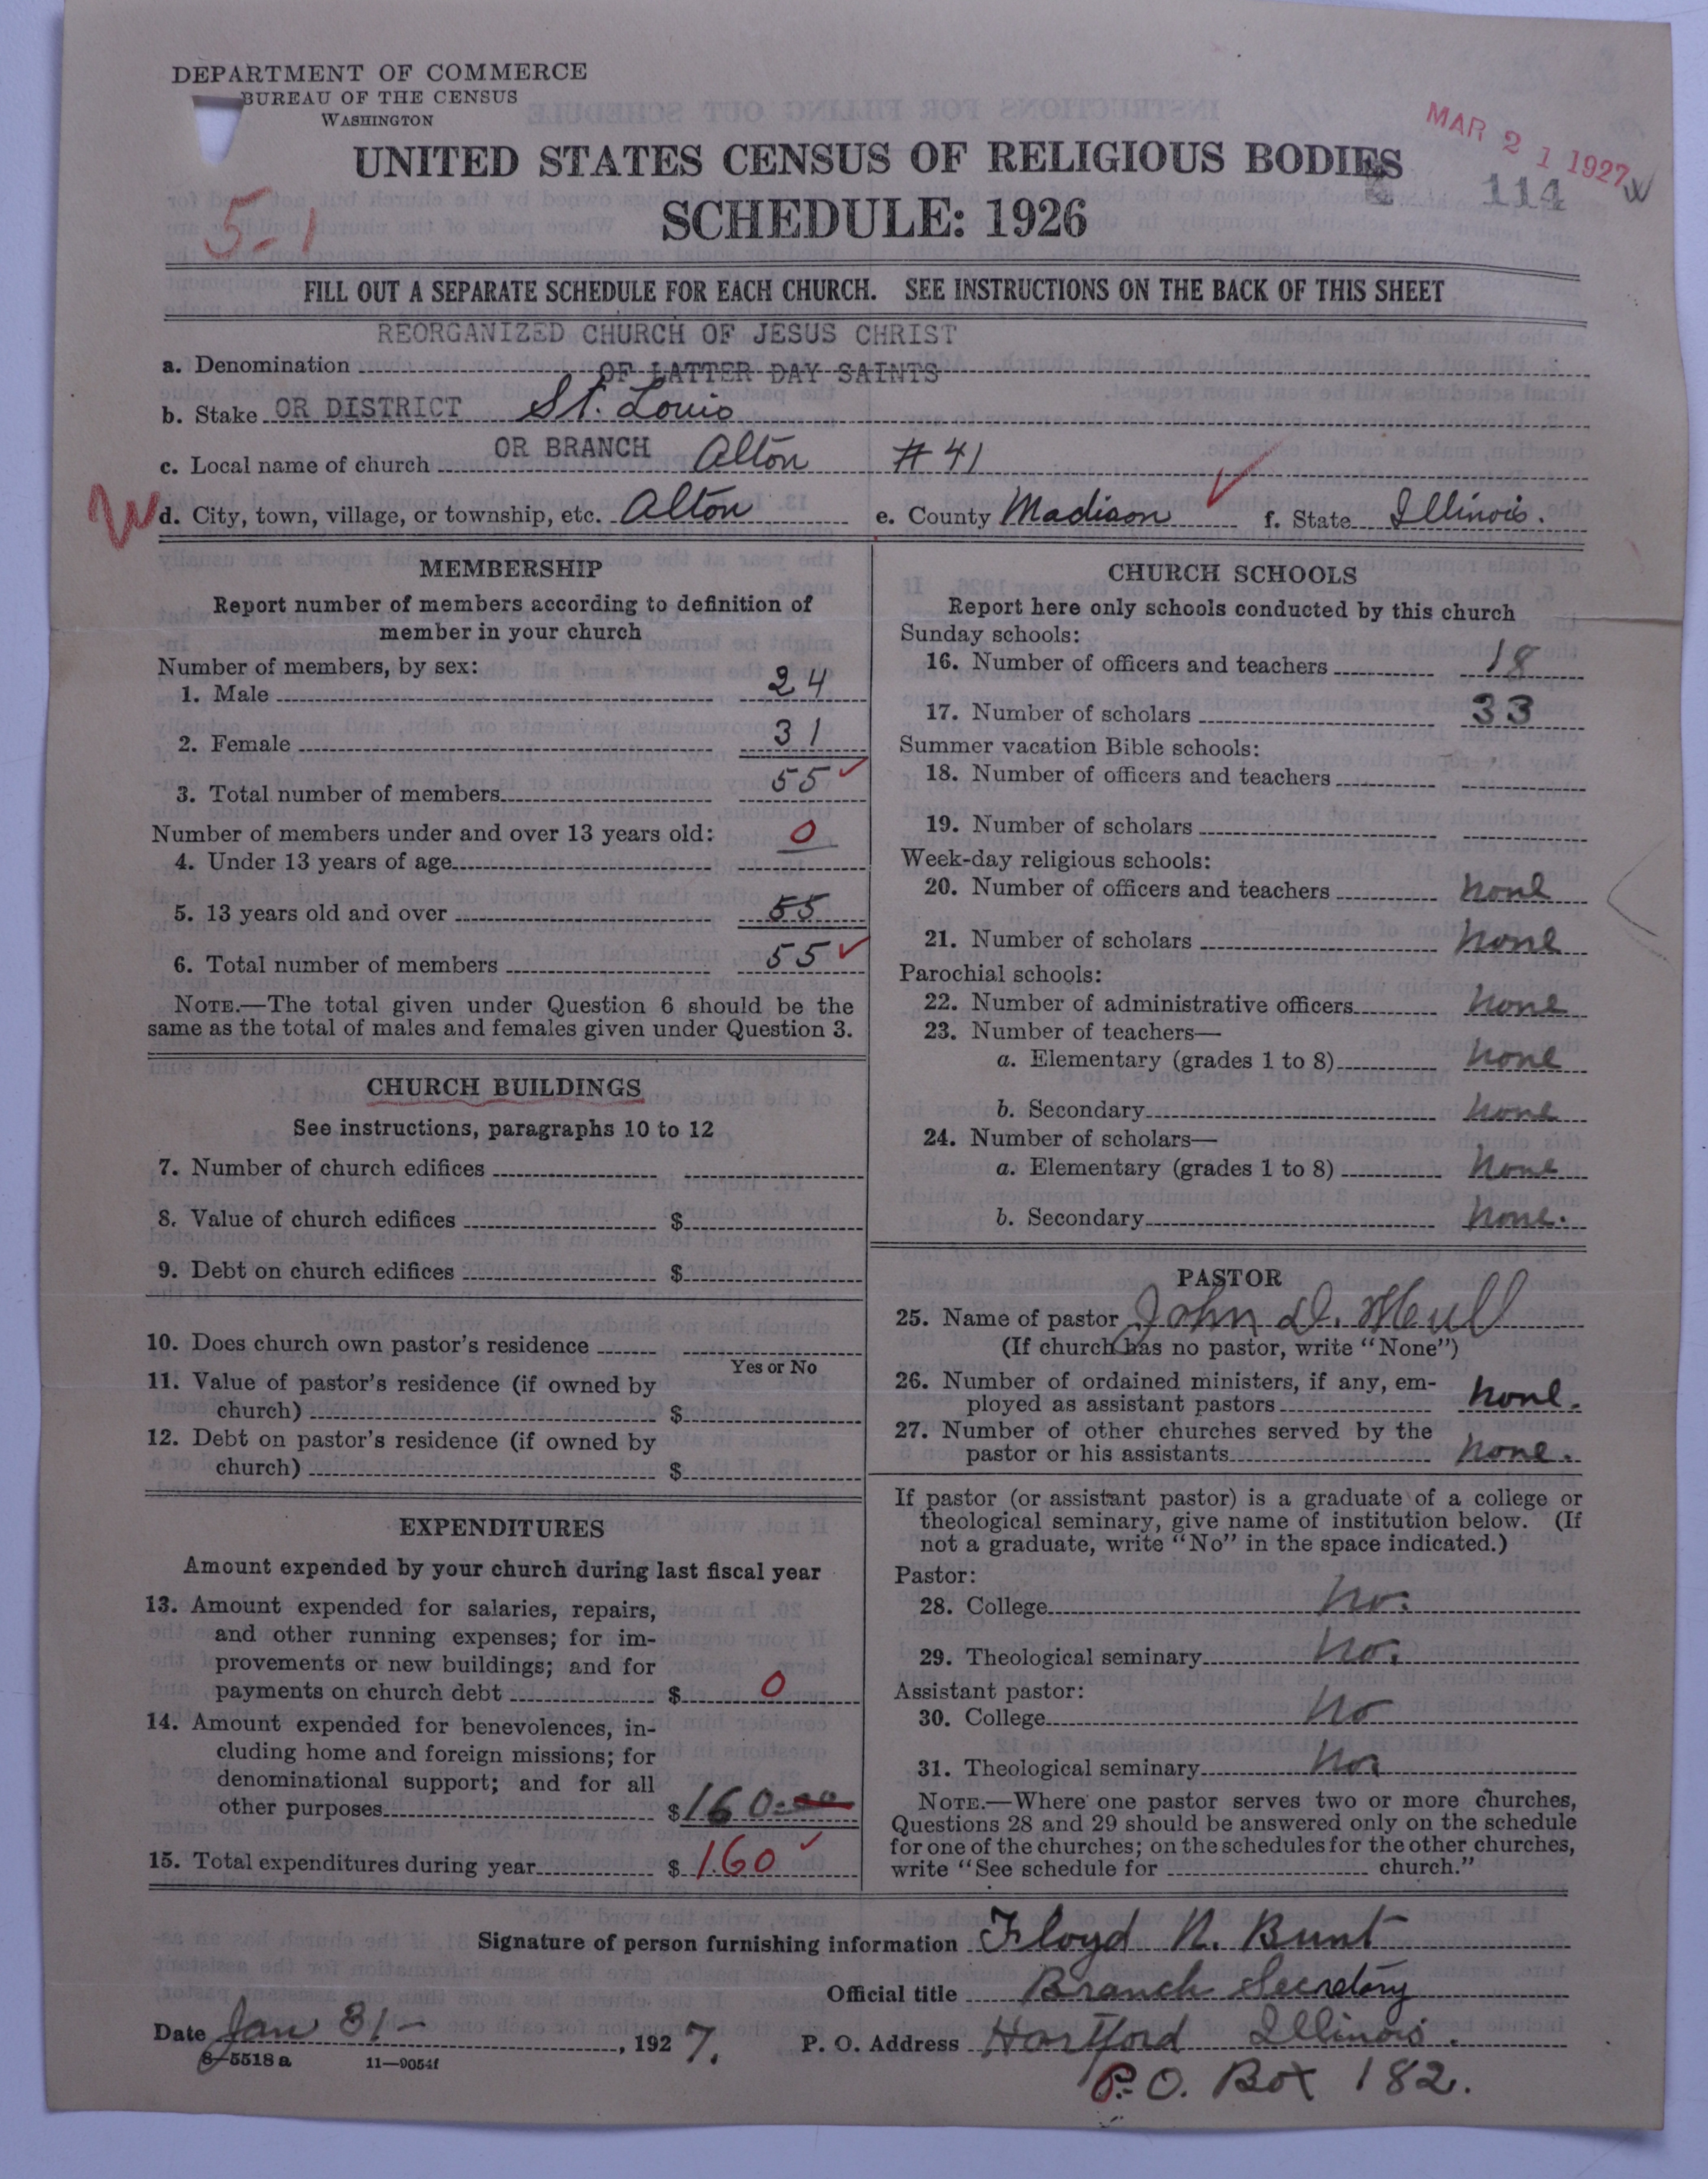 DEPARTMENT OF COMMERCE
BUREAU OF THE CENSUS
WASHINGTON
MAR 21 1927
UNITED STATES CENSUS OF RELIGIOUS BODIES
114
W
5-1
SCHEDULE: 1926
FILL OUT A SEPARATE SCHEDULE FOR EACH CHURCH. SEE INSTRUCTIONS ON THE BACK OF THIS SHEET
REORGANIZED CHURCH OF JESUS CHRIST
a. Denomination OF LATTER DAY SAINTS
b. Stake OR DISTRICT St. Louis
c. Local name of church OR BRANCH Alton # 41
W d. City, town, village, or township, etc. Alton e. County Madison f. State Illinois.
MEMBERSHIP
Report number of members according to definition of
member in your church
Number of members, by sex:
1. Male 24
2. Female 31
3. Total number of members 55 ✓
Number of members under and over 13 years old:
4. Under 13 years of age 0
5. 13 years old and over 55
6. Total number of members 55 ✓
NOTE.—The total given under Question 6 should be the
same as the total of males and females given under Question 3.
CHURCH BUILDINGS
See instructions, paragraphs 10 to 12
7. Number of church edifices
8. Value of church edifices $
9. Debt on church edifices $
10. Does church own pastor's residence
Yes or No
11. Value of pastor's residence (if owned by
church) $
12. Debt on pastor's residence (if owned by
church) $
EXPENDITURES
Amount expended by your church during last fiscal year
13. Amount expended for salaries, repairs,
and other running expenses; for im-
provements or new buildings; and for
payments on church debt $ 0
14. Amount expended for benevolences, in-
cluding home and foreign missions; for
denominational support; and for all
other purposes $160.00
15. Total expenditures during year $160 ✓
CHURCH SCHOOLS
Report here only schools conducted by this church
Sunday schools:
16. Number of officers and teachers 18
17. Number of scholars 33
Summer vacation Bible schools:
18. Number of officers and teachers
19. Number of scholars
Week-day religious schools:
20. Number of officers and teachers none
21. Number of scholars none
Parochial schools:
22. Number of administrative officers none
23. Number of teachers—
a. Elementary (grades 1 to 8) none
b. Secondary none
24. Number of scholars—
a. Elementary (grades 1 to 8) none
b. Secondary none.
PASTOR
25. Name of pastor John D.
(If church has no pastor, write "None")
26. Number of ordained ministers, if any, em-
ployed as assistant pastors none.
27. Number of other churches served by the
pastor or his assistants none.
If pastor (or assistant pastor) is a graduate of a college or
theological seminary, give name of institution below. (If
not a graduate, write "No" in the space indicated.)
Pastor:
28. College No.
29. Theological seminary No.
Assistant pastor:
30. College No
31. Theological seminary No.
NOTE.—Where one pastor serves two or more churches,
Questions 28 and 29 should be answered only on the schedule
for one of the churches; on the schedules for the other churches,
write "See schedule for church."
Signature of person furnishing information Floyd N. Bunt
Official title Branch Secretary
Date Jan 31- , 1927. P. O. Address Hartford Illinois.
8-5518a 11-9054f
P.O. Box 182.